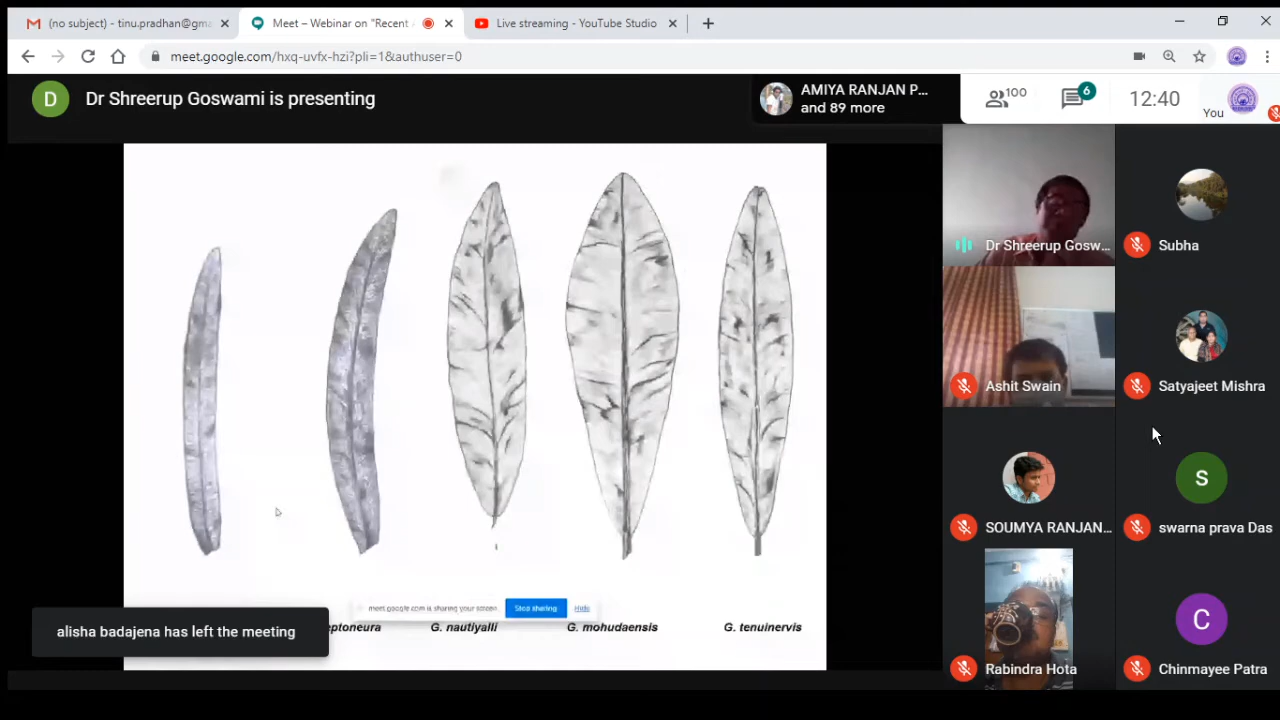 (no subject) - tinu.pradhan@gma
Meet – Webinar on "Recent
Live streaming - YouTube Studio
meet.google.com/hxq-uvfx-hzi?pli=1&authuser=0
D
Dr Shreerup Goswami is presenting
AMIYA RANJAN P...
and 89 more
100
6
12:40
You
Dr Shreerup Gosw...
Subha
Ashit Swain
Satyajeet Mishra
SOUMYA RANJAN...
S
swarna prava Das
Rabindra Hota
C
Chinmayee Patra
meet.google.com is sharing your screen.
Stop sharing
Hide
alisha badajena has left the meeting
eptoneura
G. nautiyalli
G. mohudaensis
G. tenuinervis